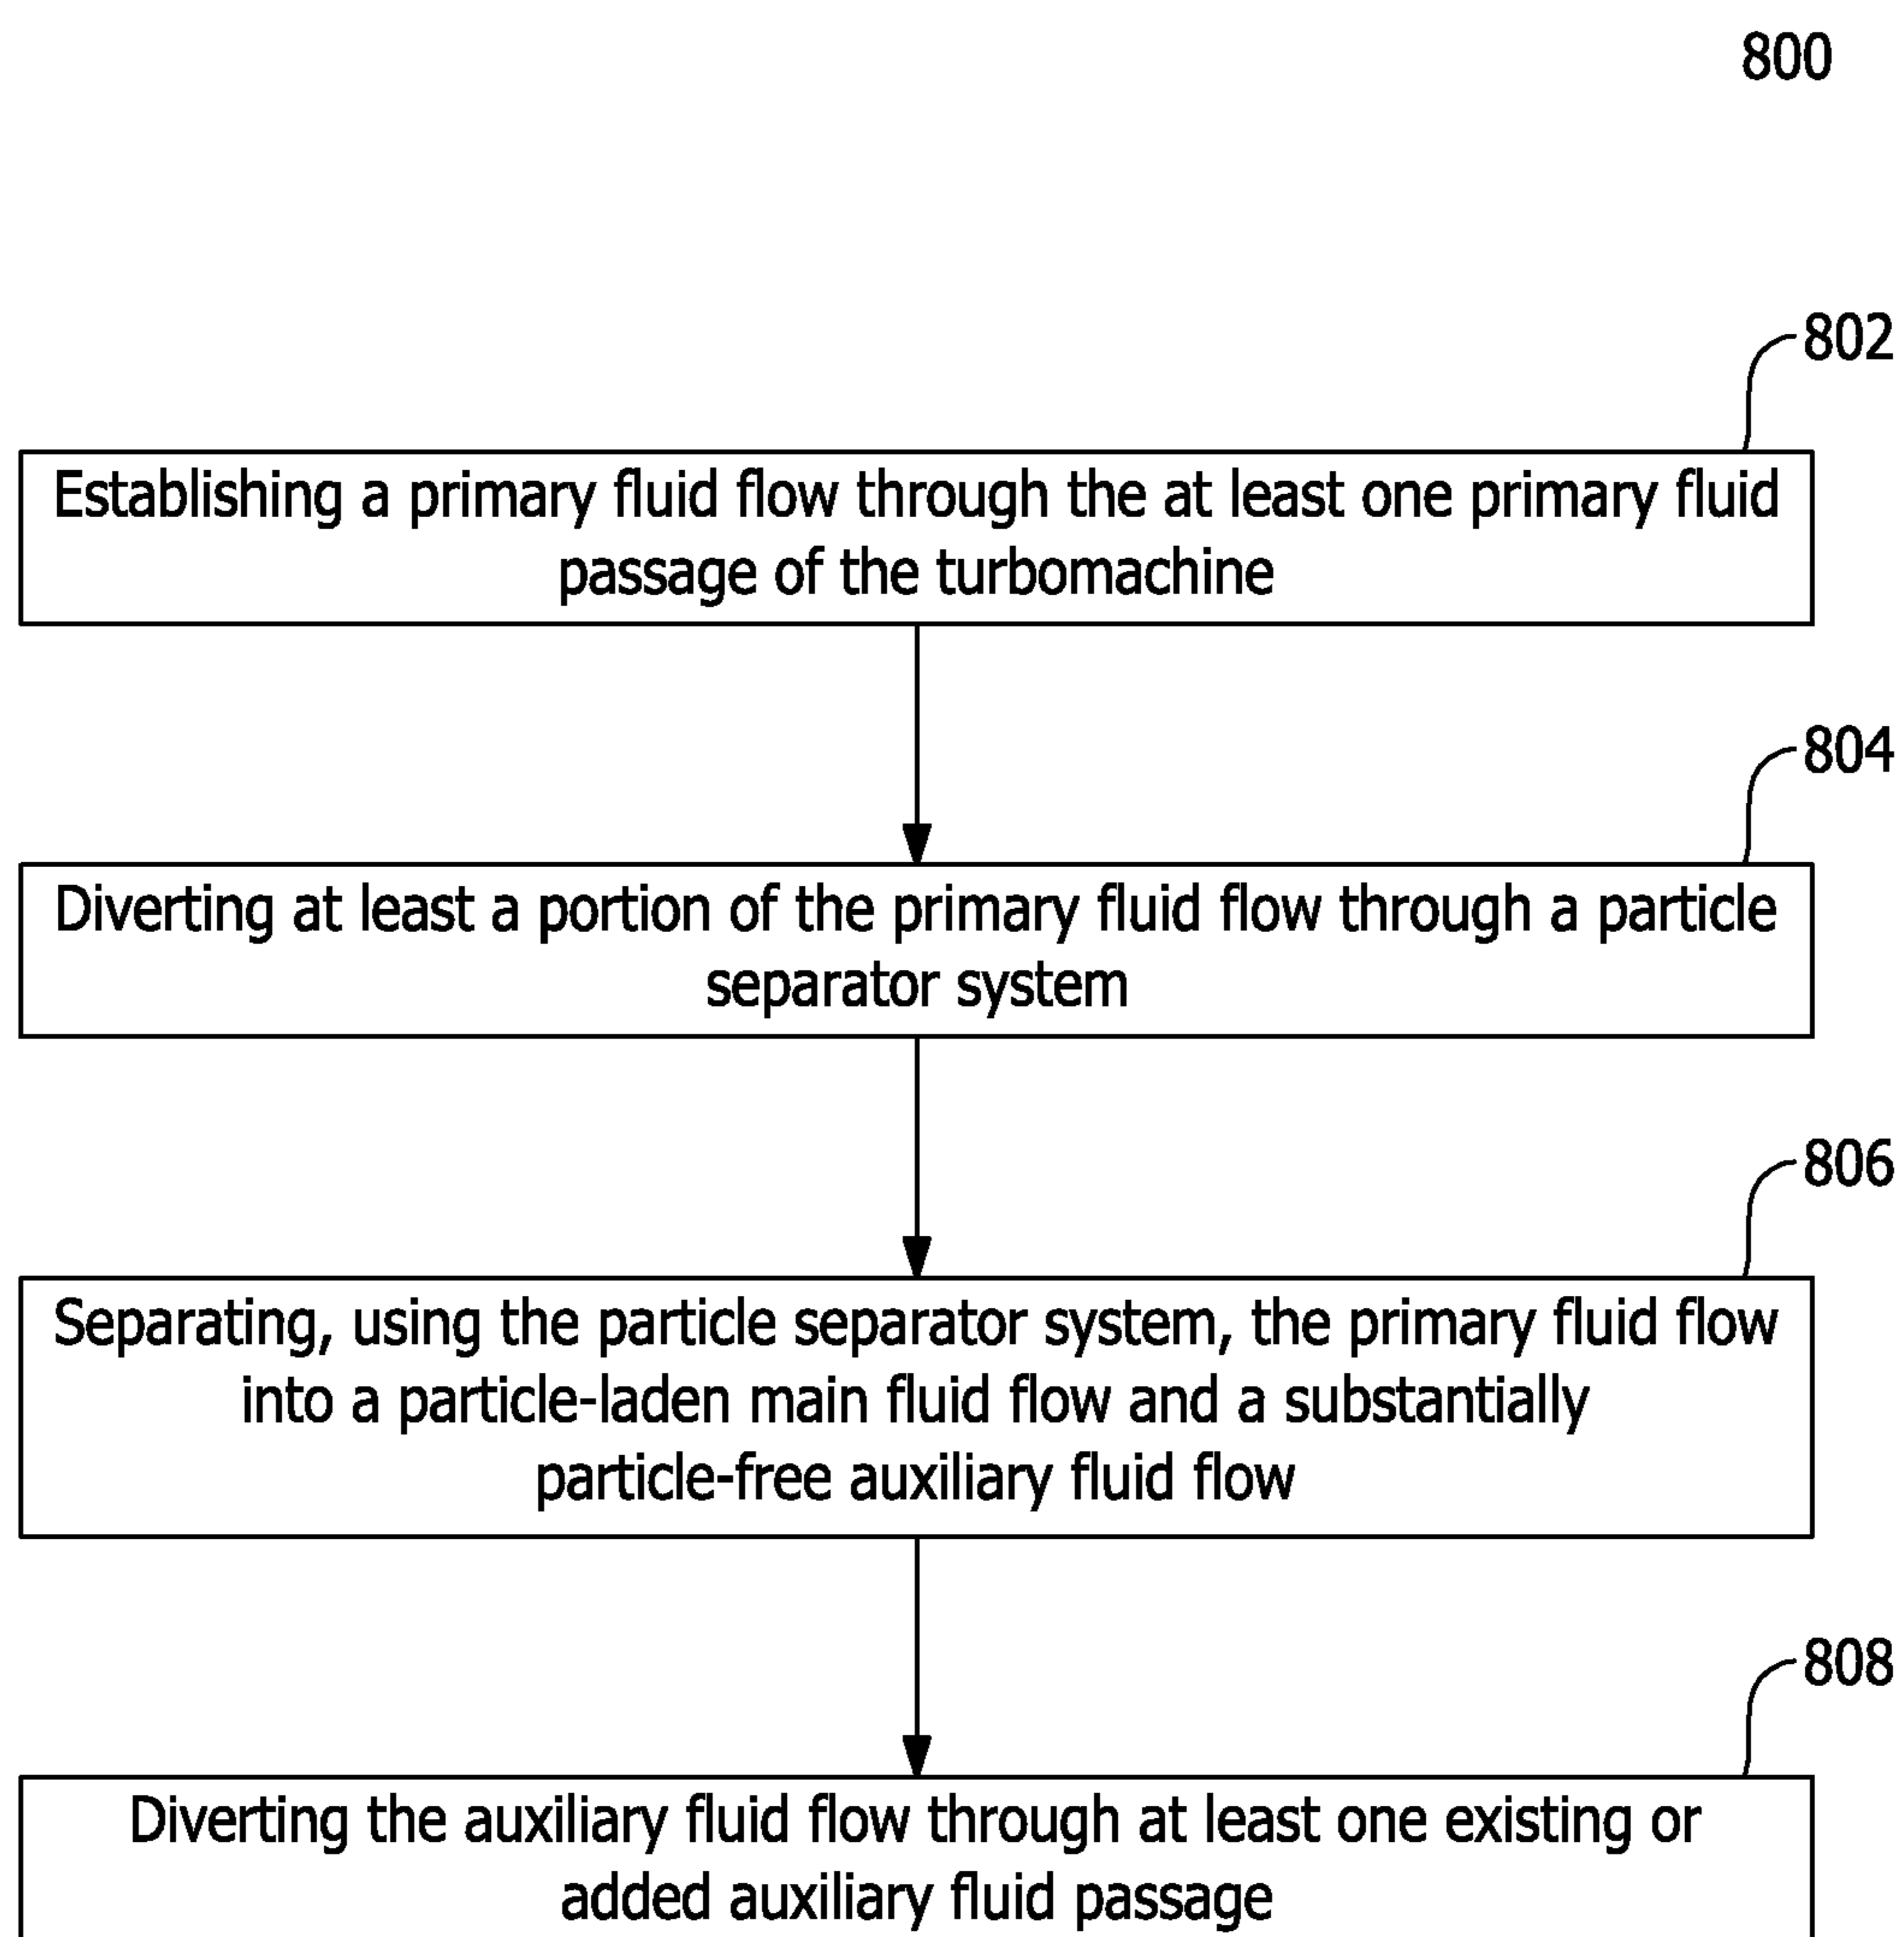 800
802
Establishing a primary fluid flow through the at least one primary fluid
passage of the turbomachine
804
Diverting at least a portion of the primary fluid flow through a particle
separator system
806
Separating, using the particle separator system, the primary fluid flow
into a particle-laden main fluid flow and a substantially
particle-free auxiliary fluid flow
808
Diverting the auxiliary fluid flow through at least one existing or
added auxiliary fluid passage